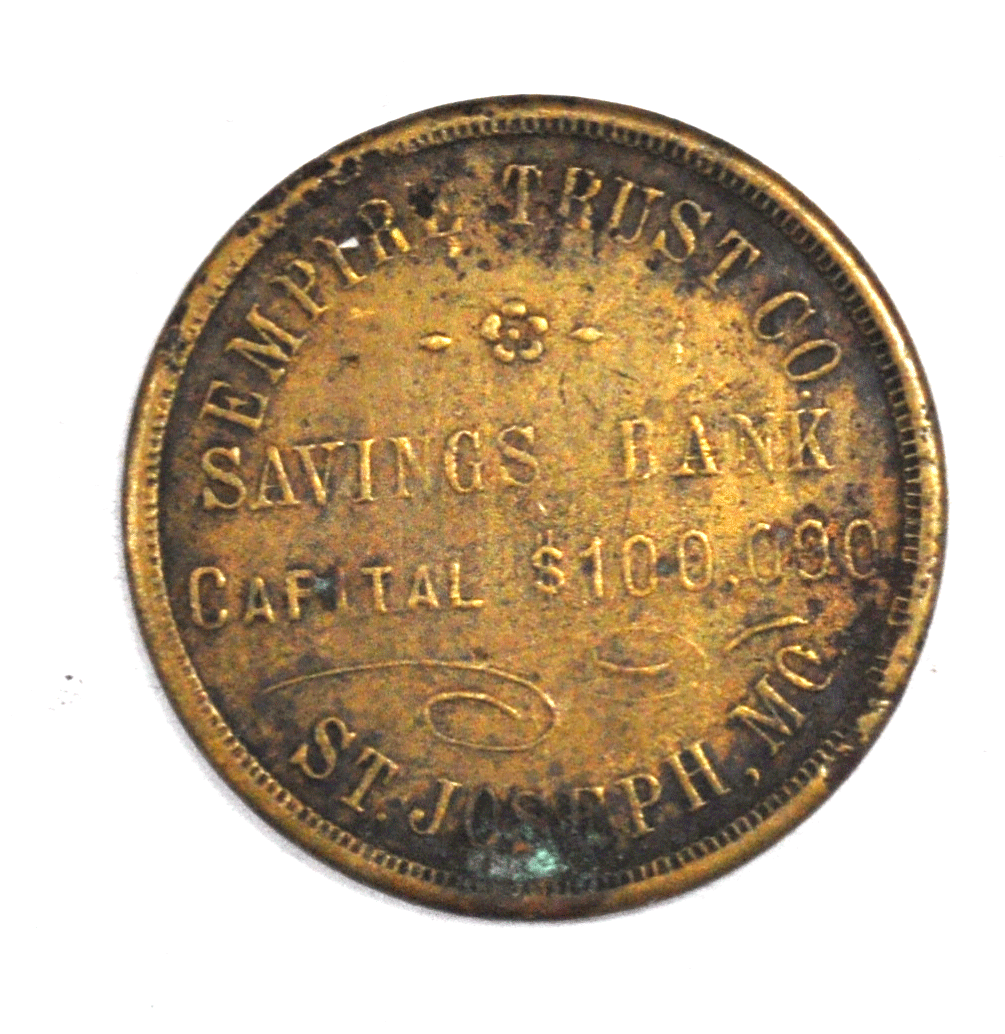 EMPIRE TRUST CO.
SAVINGS BANK
CAPITAL $100.000
ST. JOSEPH, MO.